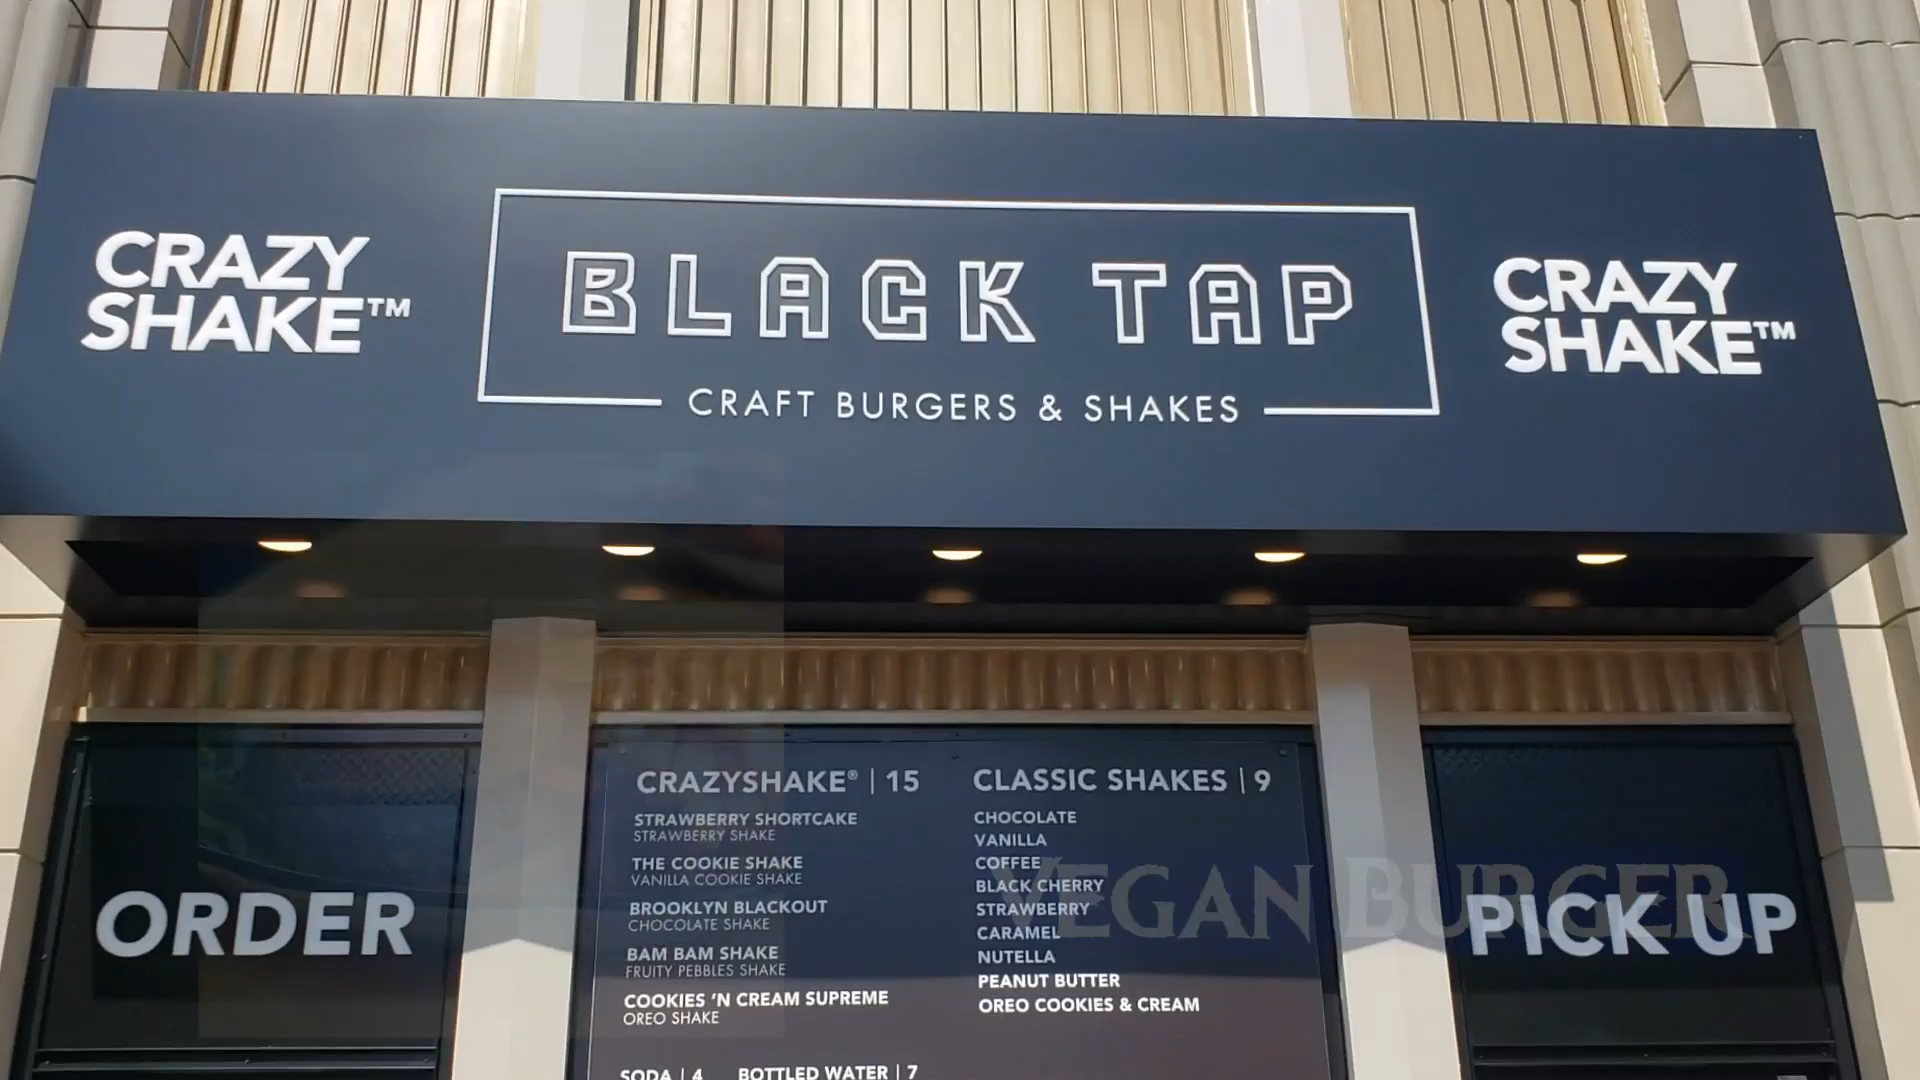 CRAZY
SHAKE™
BLACK TAP
CRAFT BURGERS & SHAKES
CRAZY
SHAKE™
ORDER
CRAZYSHAKE® | 15
STRAWBERRY SHORTCAKE
STRAWBERRY SHAKE
THE COOKIE SHAKE
VANILLA COOKIE SHAKE
BROOKLYN BLACKOUT
CHOCOLATE SHAKE
BAM BAM SHAKE
FRUITY PEBBLES SHAKE
COOKIES 'N CREAM SUPREME
OREO SHAKE
CLASSIC SHAKES | 9
CHOCOLATE
VANILLA
COFFEE
BLACK CHERRY
STRAWBERRY
CARAMEL
NUTELLA
PEANUT BUTTER
OREO COOKIES & CREAM
SODA | 4 BOTTLED WATER | 7
VEGAN BURGER
PICK UP